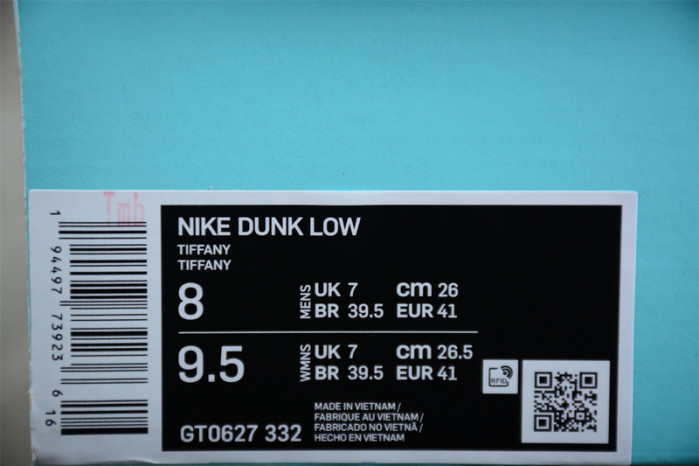 Tmb
1 94497 73923 6 16
NIKE DUNK LOW
TIFFANY
TIFFANY
8 MENS UK 7 cm 26
BR 39.5 EUR 41
9.5 WMNS UK 7 cm 26.5
BR 39.5 EUR 41
RFID
GT0627 332
MADE IN VIETNAM /
FABRIQUE AU VIETNAM /
FABRICADO NO VIETNÃ /
HECHO EN VIETNAM